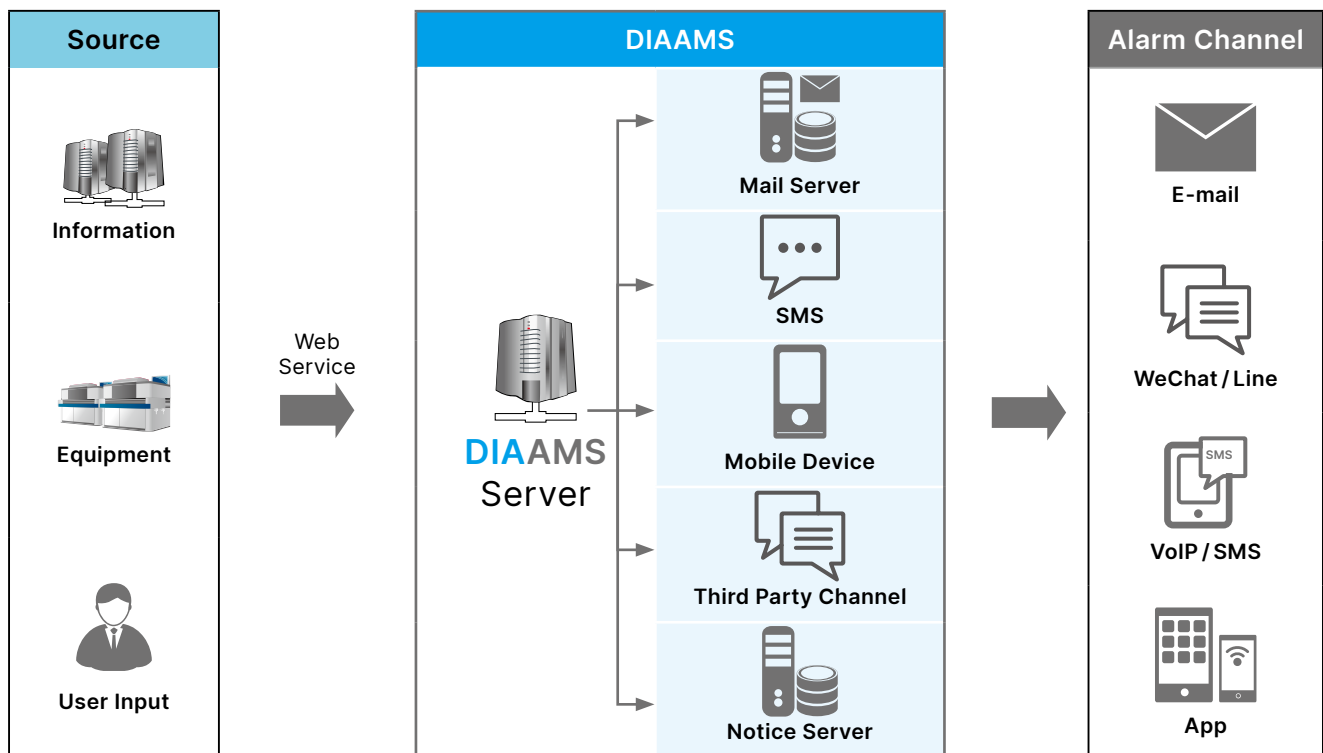 Source
Information
Equipment
User Input
Web
Service
DIAAMS
DIAAMS
Server
Mail Server
SMS
Mobile Device
Third Party Channel
Notice Server
Alarm Channel
E-mail
WeChat / Line
SMS
VoIP / SMS
App